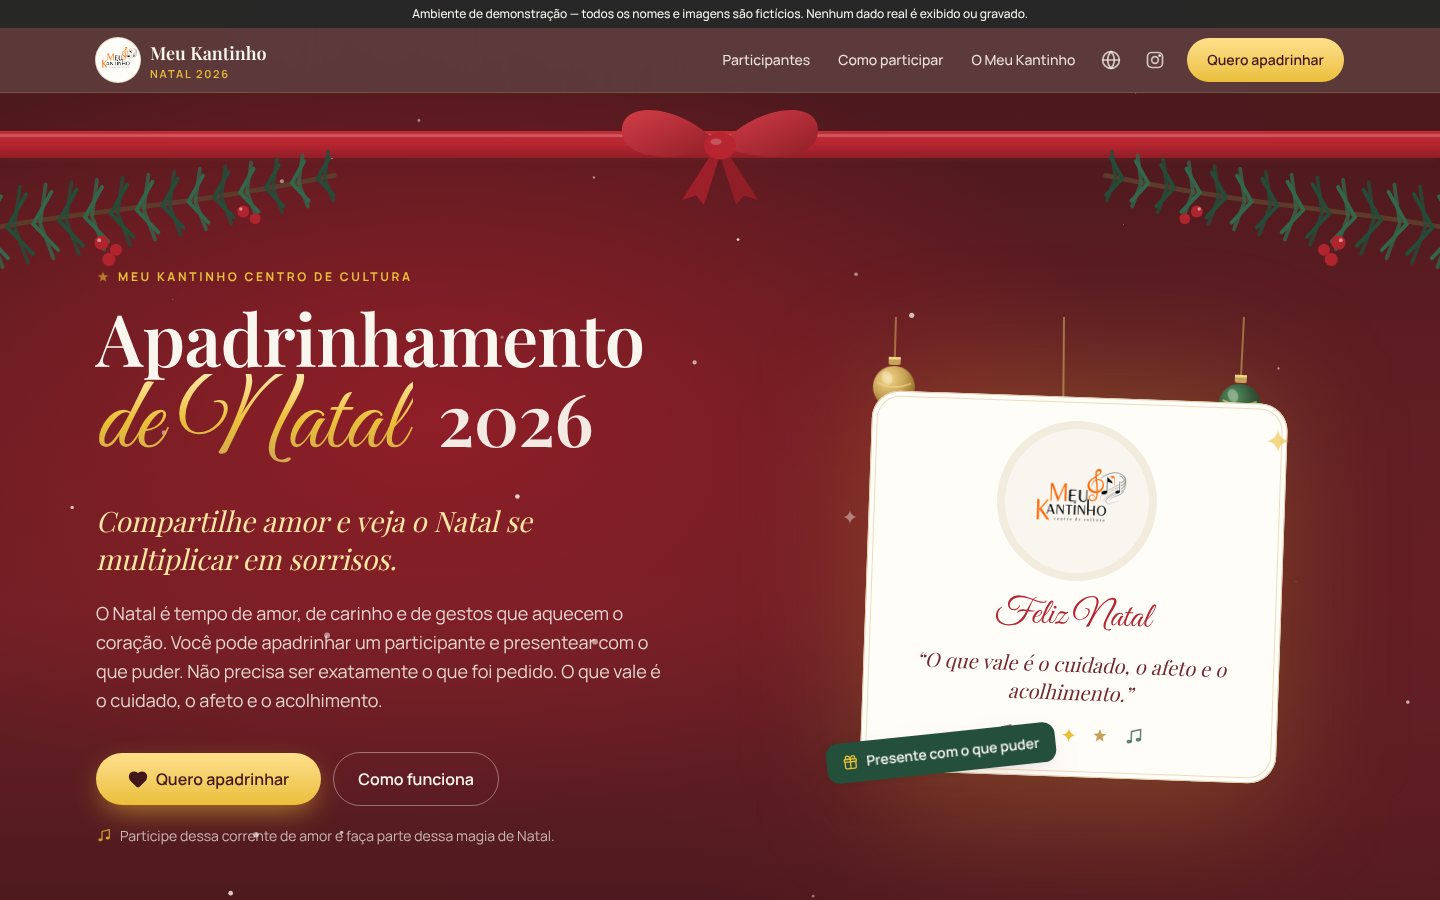 Ambiente de demonstração — todos os nomes e imagens são fictícios. Nenhum dado real é exibido ou gravado.
MEU KANTINHO
Meu Kantinho
NATAL 2026
Participantes
Como participar
O Meu Kantinho
Quero apadrinhar
MEU KANTINHO CENTRO DE CULTURA
Apadrinhamento
de Natal 2026
Compartilhe amor e veja o Natal se
multiplicar em sorrisos.
O Natal é tempo de amor, de carinho e de gestos que aquecem o
coração. Você pode apadrinhar um participante e presentear com o
que puder. Não precisa ser exatamente o que foi pedido. O que vale é
o cuidado, o afeto e o acolhimento.
Quero apadrinhar
Como funciona
Participe dessa corrente de amor e faça parte dessa magia de Natal.
MEU
KANTINHO
centro de cultura
Feliz Natal
“O que vale é o cuidado, o afeto e o
acolhimento.”
Presente com o que puder